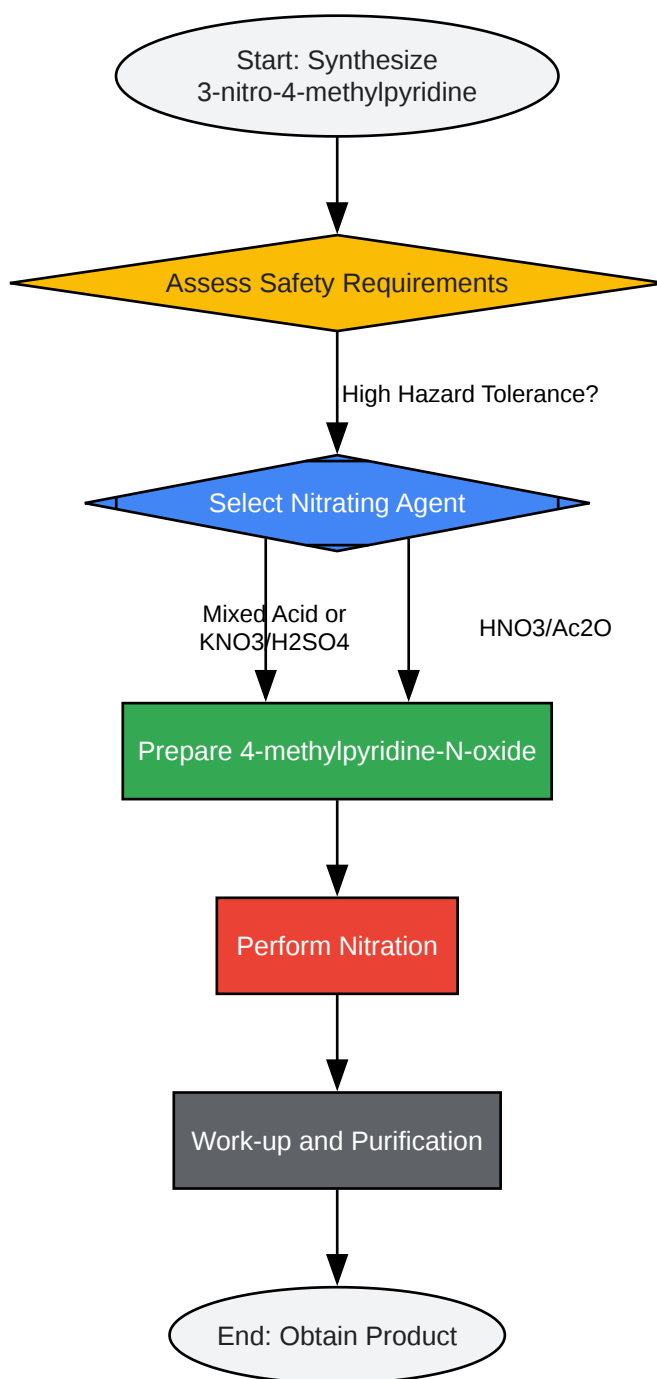 Start: Synthesize
3-nitro-4-methylpyridine
Assess Safety Requirements
High Hazard Tolerance?
Select Nitrating Agent
Mixed Acid or
KNO3/H2SO4
HNO3/Ac2O
Prepare 4-methylpyridine-N-oxide
Perform Nitration
Work-up and Purification
End: Obtain Product